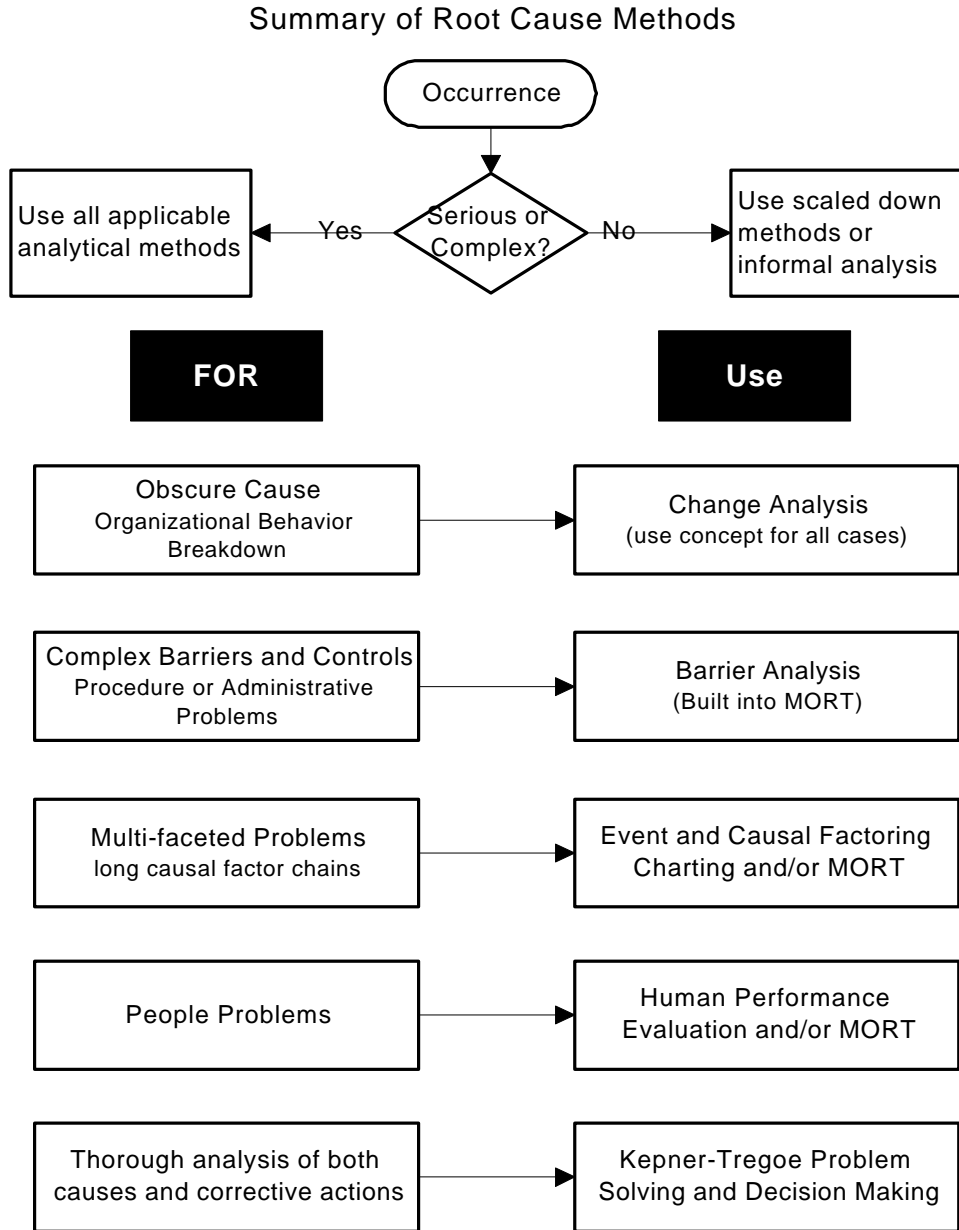 Summary of Root Cause Methods
Occurrence
Serious or
Complex?
Yes
No
Use all applicable
analytical methods
Use scaled down
methods or
informal analysis
FOR
Use
Obscure Cause
Organizational Behavior
Breakdown
Change Analysis
(use concept for all cases)
Complex Barriers and Controls
Procedure or Administrative
Problems
Barrier Analysis
(Built into MORT)
Multi-faceted Problems
long causal factor chains
Event and Causal Factoring
Charting and/or MORT
People Problems
Human Performance
Evaluation and/or MORT
Thorough analysis of both
causes and corrective actions
Kepner-Tregoe Problem
Solving and Decision Making